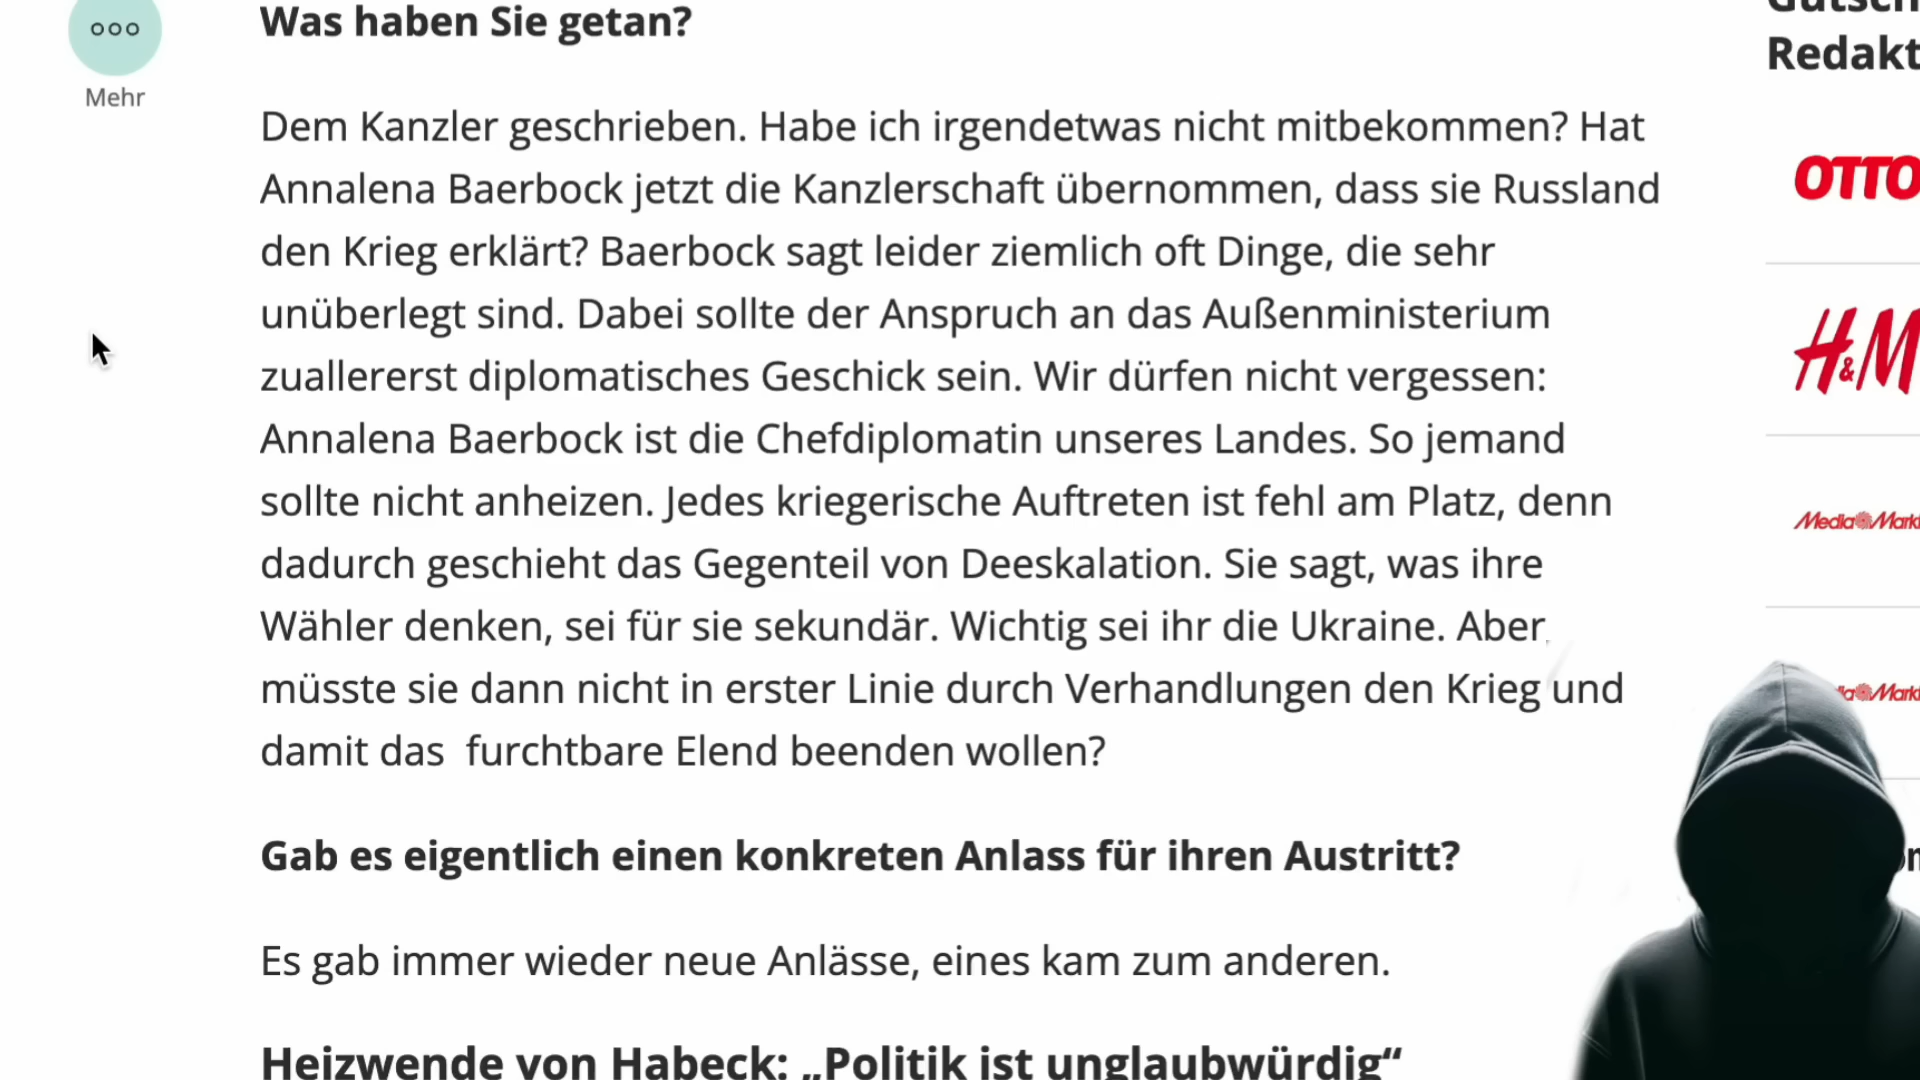 Was haben Sie getan?
Mehr
Dem Kanzler geschrieben. Habe ich irgendetwas nicht mitbekommen? Hat
Annalena Baerbock jetzt die Kanzlerschaft übernommen, dass sie Russland
den Krieg erklärt? Baerbock sagt leider ziemlich oft Dinge, die sehr
unüberlegt sind. Dabei sollte der Anspruch an das Außenministerium
zuallererst diplomatisches Geschick sein. Wir dürfen nicht vergessen:
Annalena Baerbock ist die Chefdiplomatin unseres Landes. So jemand
sollte nicht anheizen. Jedes kriegerische Auftreten ist fehl am Platz, denn
dadurch geschieht das Gegenteil von Deeskalation. Sie sagt, was ihre
Wähler denken, sei für sie sekundär. Wichtig sei ihr die Ukraine. Aber
müsste sie dann nicht in erster Linie durch Verhandlungen den Krieg und
damit das  furchtbare Elend beenden wollen?
Gab es eigentlich einen konkreten Anlass für ihren Austritt?
Es gab immer wieder neue Anlässe, eines kam zum anderen.
Heizwende von Habeck: „Politik ist unglaubwürdig“
Redakt
OTTO
H&M
MediaMarkt